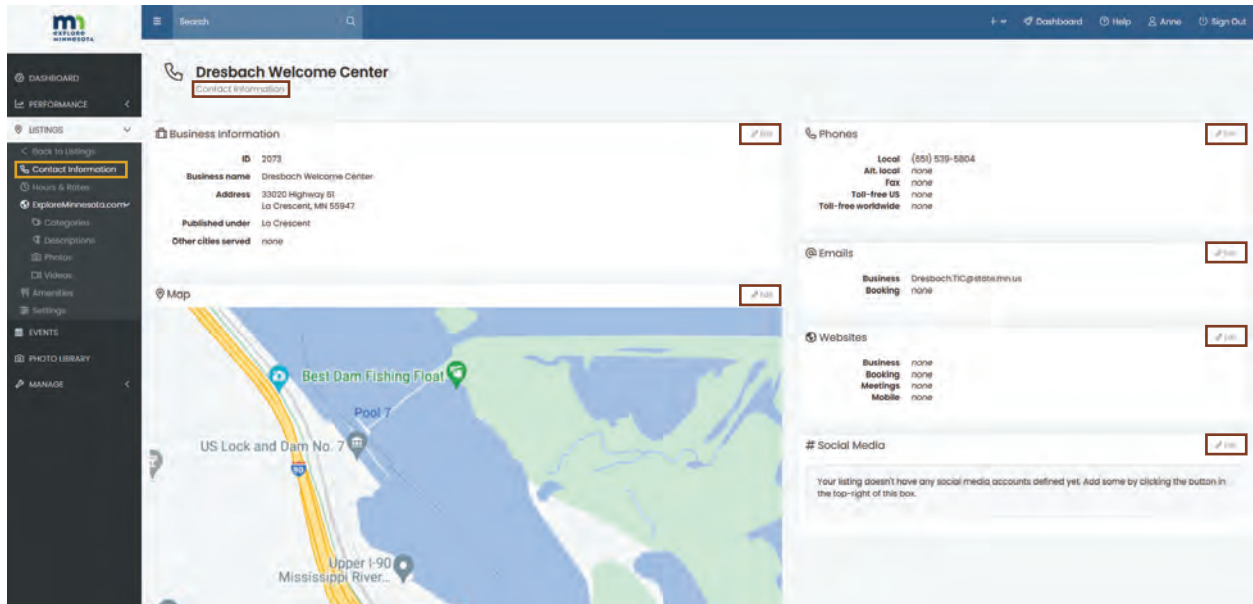 explore
minnesota
Search
Dashboard
Help
Anne
Sign Out
DASHBOARD
PERFORMANCE
LISTINGS
Back to Listings
Contact Information
Hours & Rates
ExploreMinnesota.com
Categories
Descriptions
Photos
Videos
Amenities
Settings
EVENTS
PHOTO LIBRARY
MANAGE
Dresbach Welcome Center
Contact Information
Business Information
Edit
ID 2073
Business name Dresbach Welcome Center
Address 33020 Highway 61
La Crescent, MN 55947
Published under La Crescent
Other cities served none
Map
Edit
Best Dam Fishing Float
Pool 7
US Lock and Dam No. 7
90
Upper I-90
Mississippi River...
Phones
Edit
Local (651) 539-5804
Alt. local none
Fax none
Toll-free US none
Toll-free worldwide none
@ Emails
Edit
Business Dresbach.TIC@state.mn.us
Booking none
Websites
Edit
Business none
Booking none
Meetings none
Mobile none
# Social Media
Edit
Your listing doesn't have any social media accounts defined yet. Add some by clicking the button in
the top-right of this box.